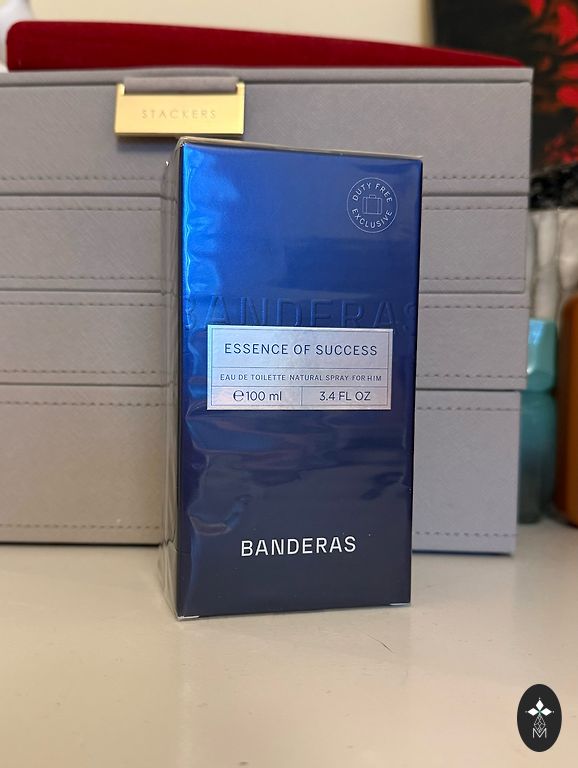 STACKERS
DUTY FREE
EXCLUSIVE
BANDERAS
ESSENCE OF SUCCESS
EAU DE TOILETTE NATURAL SPRAY FOR HIM
℮100 ml
3.4 FL OZ
BANDERAS
M